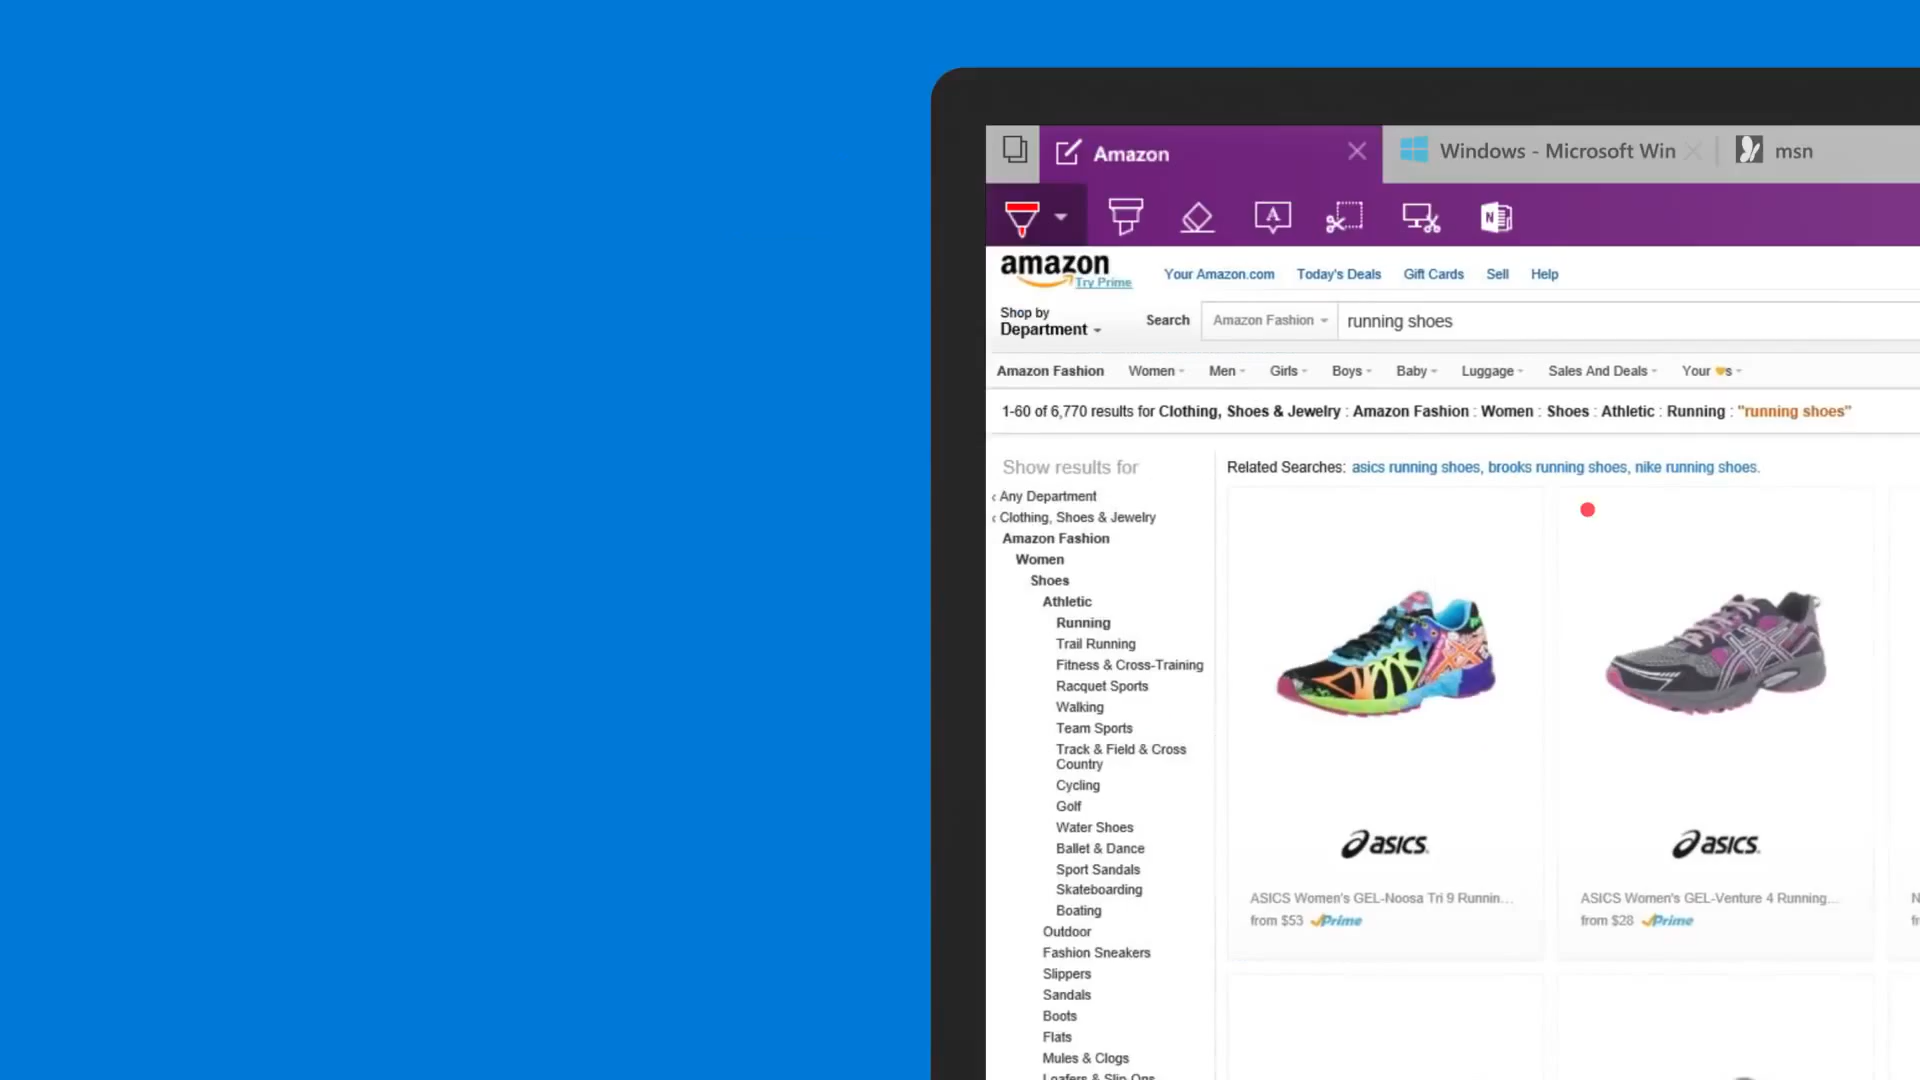 Amazon
Windows - Microsoft Win
msn
A
N
amazon
Try Prime
Your Amazon.com Today's Deals Gift Cards Sell Help
Shop by
Department
Search Amazon Fashion running shoes
Amazon Fashion Women Men Girls Boys Baby Luggage Sales And Deals Your 💛s
1-60 of 6,770 results for Clothing, Shoes & Jewelry : Amazon Fashion : Women : Shoes : Athletic : Running : "running shoes"
Show results for
‹ Any Department
‹ Clothing, Shoes & Jewelry
Amazon Fashion
Women
Shoes
Athletic
Running
Trail Running
Fitness & Cross-Training
Racquet Sports
Walking
Team Sports
Track & Field & Cross
Country
Cycling
Golf
Water Shoes
Ballet & Dance
Sport Sandals
Skateboarding
Boating
Outdoor
Fashion Sneakers
Slippers
Sandals
Boots
Flats
Mules & Clogs
Loafers & Slip-Ons
Related Searches: asics running shoes, brooks running shoes, nike running shoes.
asics
ASICS Women's GEL-Noosa Tri 9 Runnin...
from $53 Prime
asics
ASICS Women's GEL-Venture 4 Running...
from $28 Prime